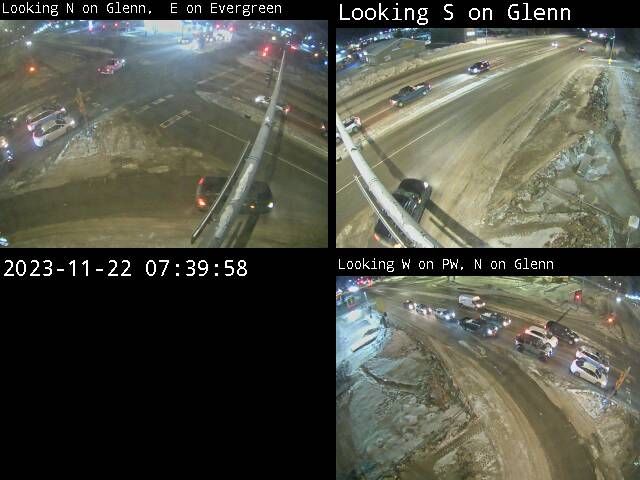 Looking N on Glenn,  E on Evergreen
Looking S on Glenn
2023-11-22 07:39:58
Looking W on PW, N on Glenn